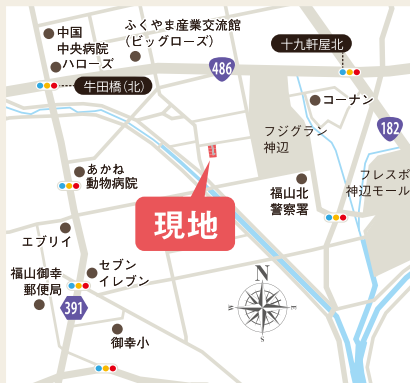 中国
中央病院
ハローズ
ふくやま産業交流館
(ビッグローズ)
十九軒屋北
牛田橋(北)
486
コーナン
182
フジグラン
神辺
フレスポ
神辺モール
あかね
動物病院
福山北
警察署
現地
エブリイ
福山御幸
郵便局
セブン
イレブン
391
御幸小
N
W
E
S